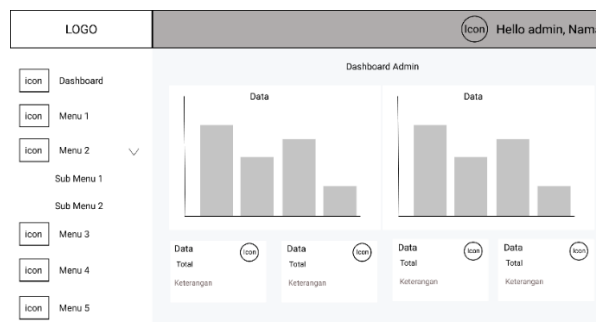 LOGO
Icon
Hello admin, Nam
icon Dashboard
icon Menu 1
icon Menu 2
Sub Menu 1
Sub Menu 2
icon Menu 3
icon Menu 4
icon Menu 5
Dashboard Admin
Data
Data
Data
Icon
Total
Keterangan
Data
Icon
Total
Keterangan
Data
Icon
Total
Keterangan
Data
Icon
Total
Keterangan